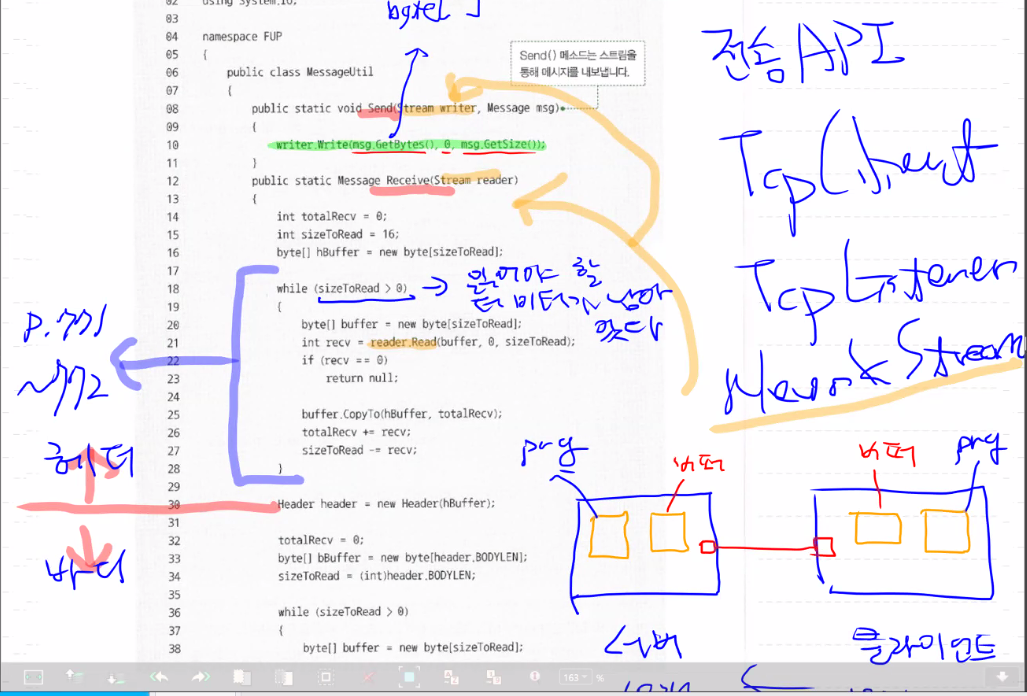 02 using System.IO;
byte[ ]
03
04 namespace FUP
05 {
06 public class MessageUtil
07 {
08 public static void Send(Stream writer, Message msg)
09 {
10 writer.Write(msg.GetBytes(), 0, msg.GetSize());
11 }
12 public static Message Receive(Stream reader)
13 {
14 int totalRecv = 0;
15 int sizeToRead = 16;
16 byte[] hBuffer = new byte[sizeToRead];
17
18 while (sizeToRead > 0)
19 {
20 byte[] buffer = new byte[sizeToRead];
21 int recv = reader.Read(buffer, 0, sizeToRead);
22 if (recv == 0)
23 return null;
24
25 buffer.CopyTo(hBuffer, totalRecv);
26 totalRecv += recv;
27 sizeToRead -= recv;
28 }
29
30 Header header = new Header(hBuffer);
31
32 totalRecv = 0;
33 byte[] bBuffer = new byte[header.BODYLEN];
34 sizeToRead = (int)header.BODYLEN;
35
36 while (sizeToRead > 0)
37 {
38 byte[] buffer = new byte[sizeToRead];
Send() 메소드는 스트림을
통해 메시지를 내보냅니다.
읽어야 할
남아
있다
P.771
~772
헤더
바디
전송 API
TcpClient
TcpListener
NetworkStream
prg
버퍼
버퍼
prg
서버
클라이언트
163 %